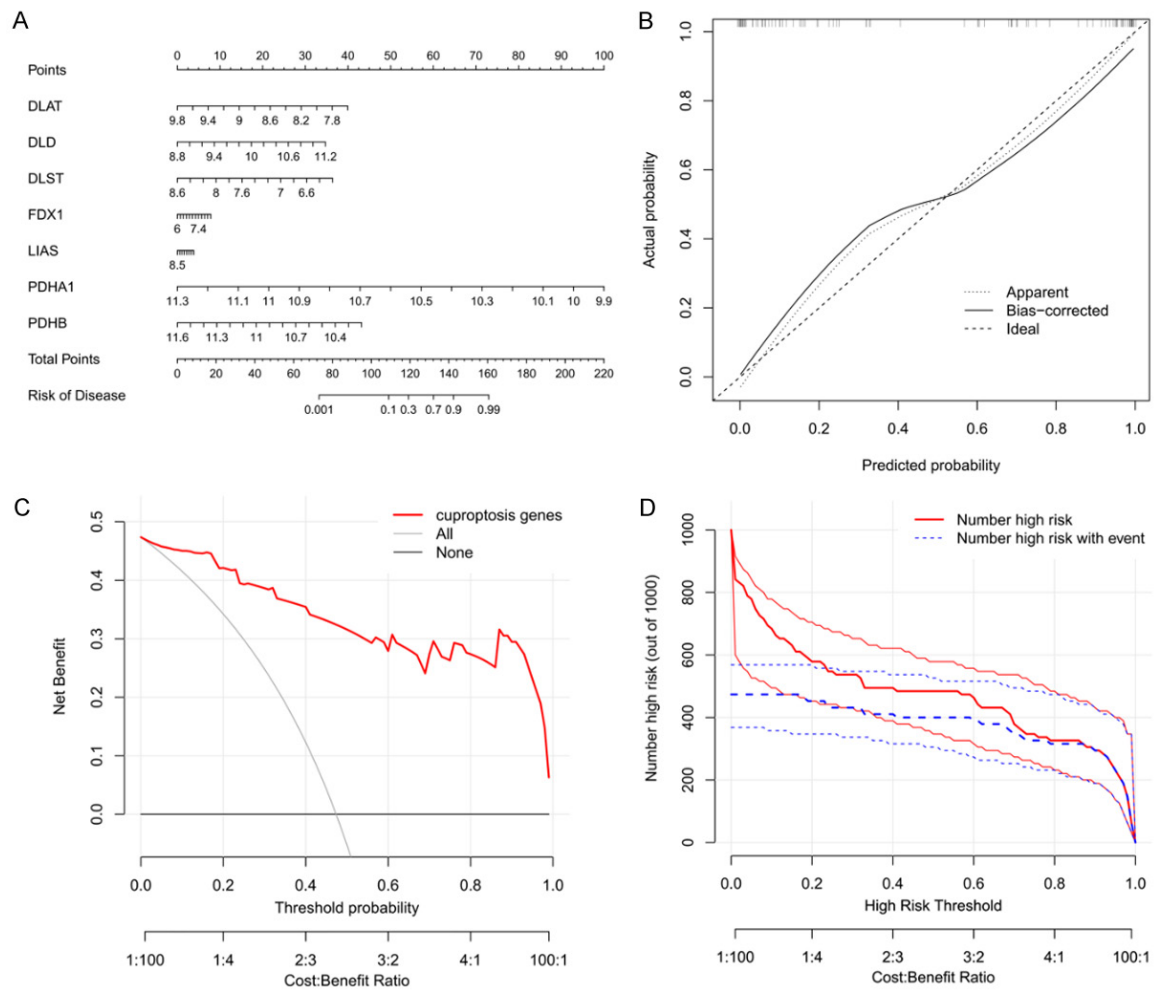 A
Points
0 10 20 30 40 50 60 70 80 90 100
DLAT
9.8 9.4 9 8.6 8.2 7.8
DLD
8.8 9.4 10 10.6 11.2
DLST
8.6 8 7.6 7 6.6
FDX1
6 7.4
LIAS
8.5
PDHA1
11.3 11.1 11 10.9 10.7 10.5 10.3 10.1 10 9.9
PDHB
11.6 11.3 11 10.7 10.4
Total Points
0 20 40 60 80 100 120 140 160 180 200 220
Risk of Disease
0.001 0.1 0.3 0.7 0.9 0.99
B
Actual probability
1.0
0.8
0.6
0.4
0.2
0.0
Apparent
Bias−corrected
Ideal
0.0 0.2 0.4 0.6 0.8 1.0
Predicted probability
C
Net Benefit
0.5
0.4
0.3
0.2
0.1
0.0
cuproptosis genes
All
None
0.0 0.2 0.4 0.6 0.8 1.0
Threshold probability
1:100 1:4 2:3 3:2 4:1 100:1
Cost:Benefit Ratio
D
Number high risk (out of 1000)
1000
800
600
400
200
0
Number high risk
Number high risk with event
0.0 0.2 0.4 0.6 0.8 1.0
High Risk Threshold
1:100 1:4 2:3 3:2 4:1 100:1
Cost:Benefit Ratio